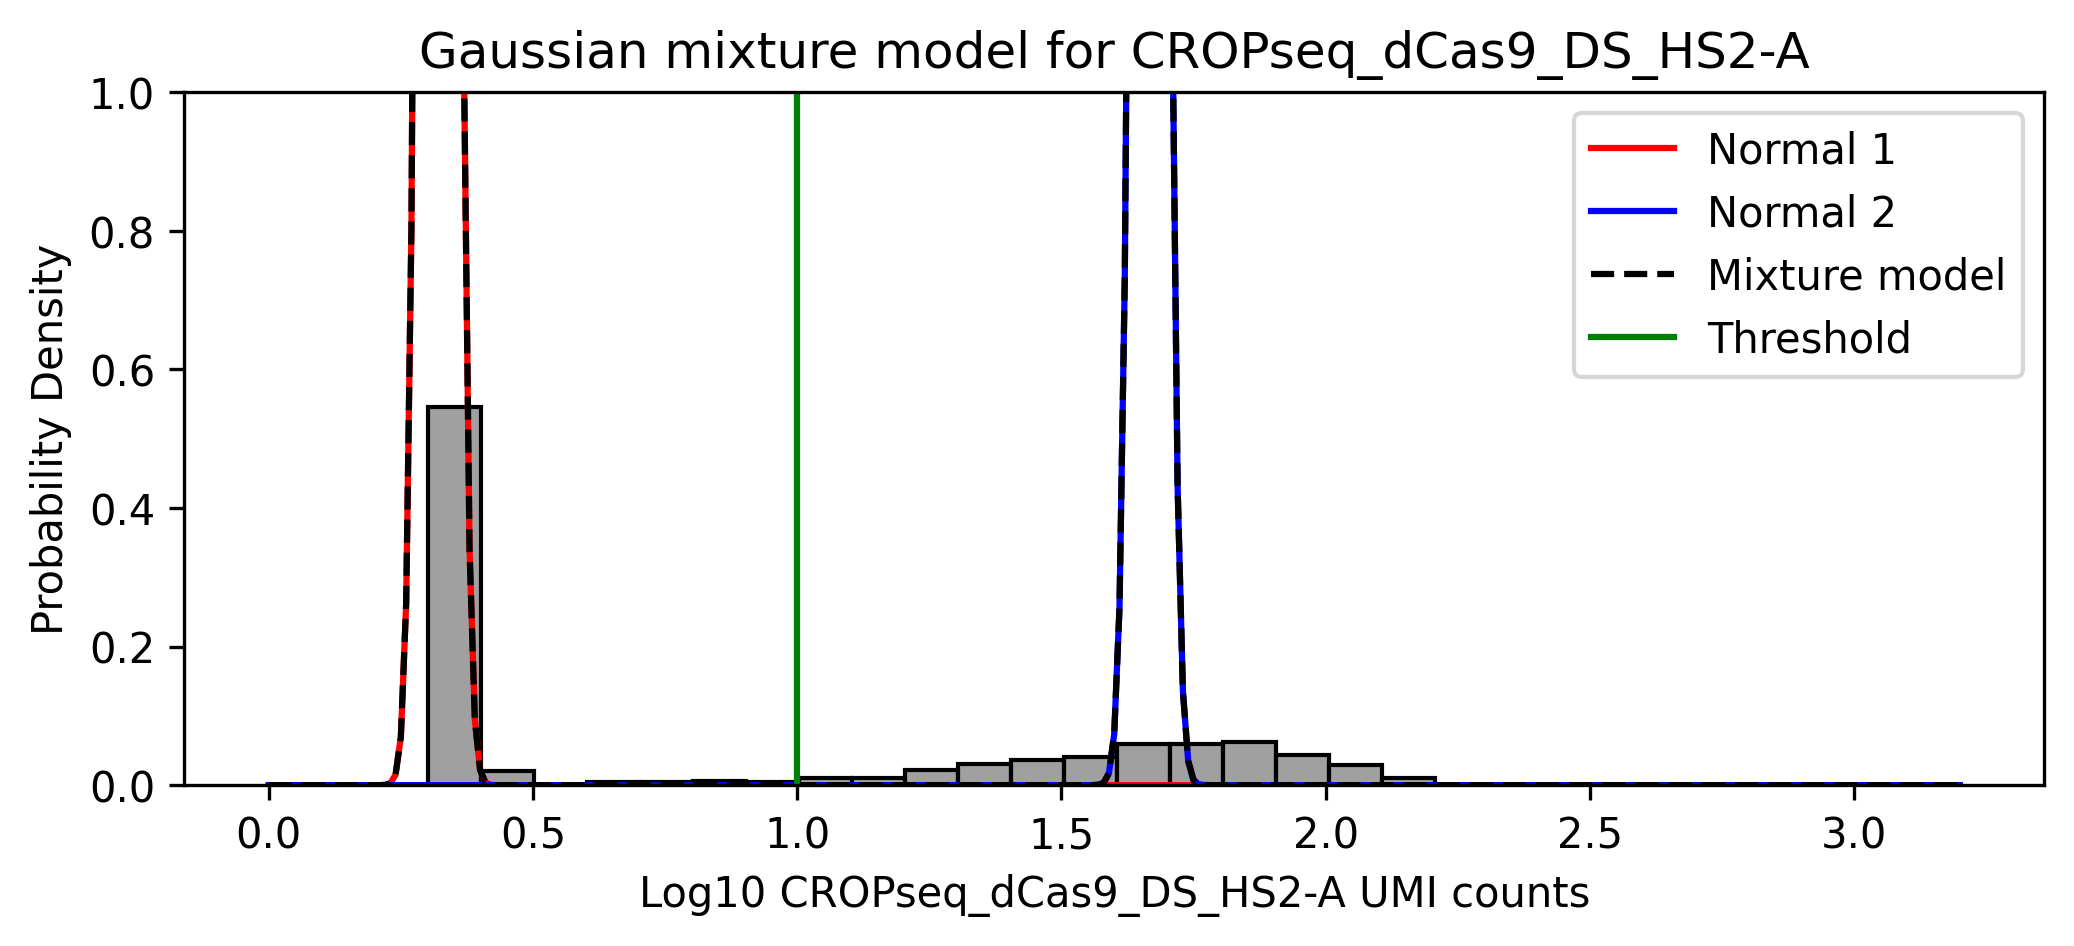 Gaussian mixture model for CROPseq_dCas9_DS_HS2-A
1.0
0.8
0.6
0.4
0.2
0.0
Probability Density
Normal 1
Normal 2
Mixture model
Threshold
0.0 0.5 1.0 1.5 2.0 2.5 3.0
Log10 CROPseq_dCas9_DS_HS2-A UMI counts